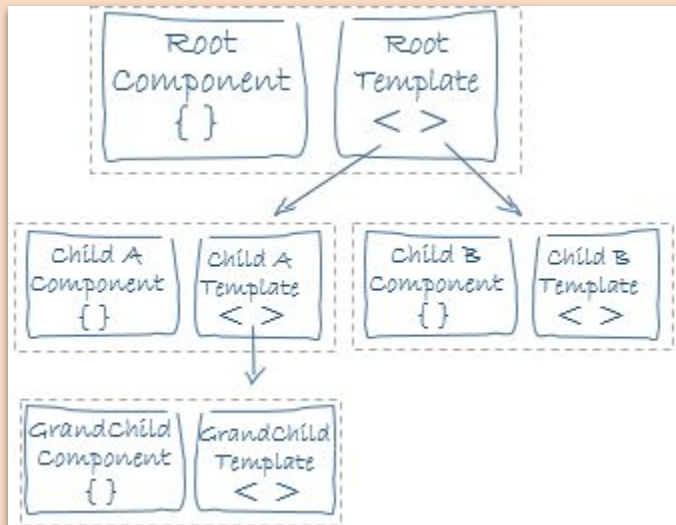 Root
Component
{ }
Root
Template
< >
Child A
Component
{ }
Child A
Template
< >
Child B
Component
{ }
Child B
Template
< >
GrandChild
Component
{ }
GrandChild
Template
< >